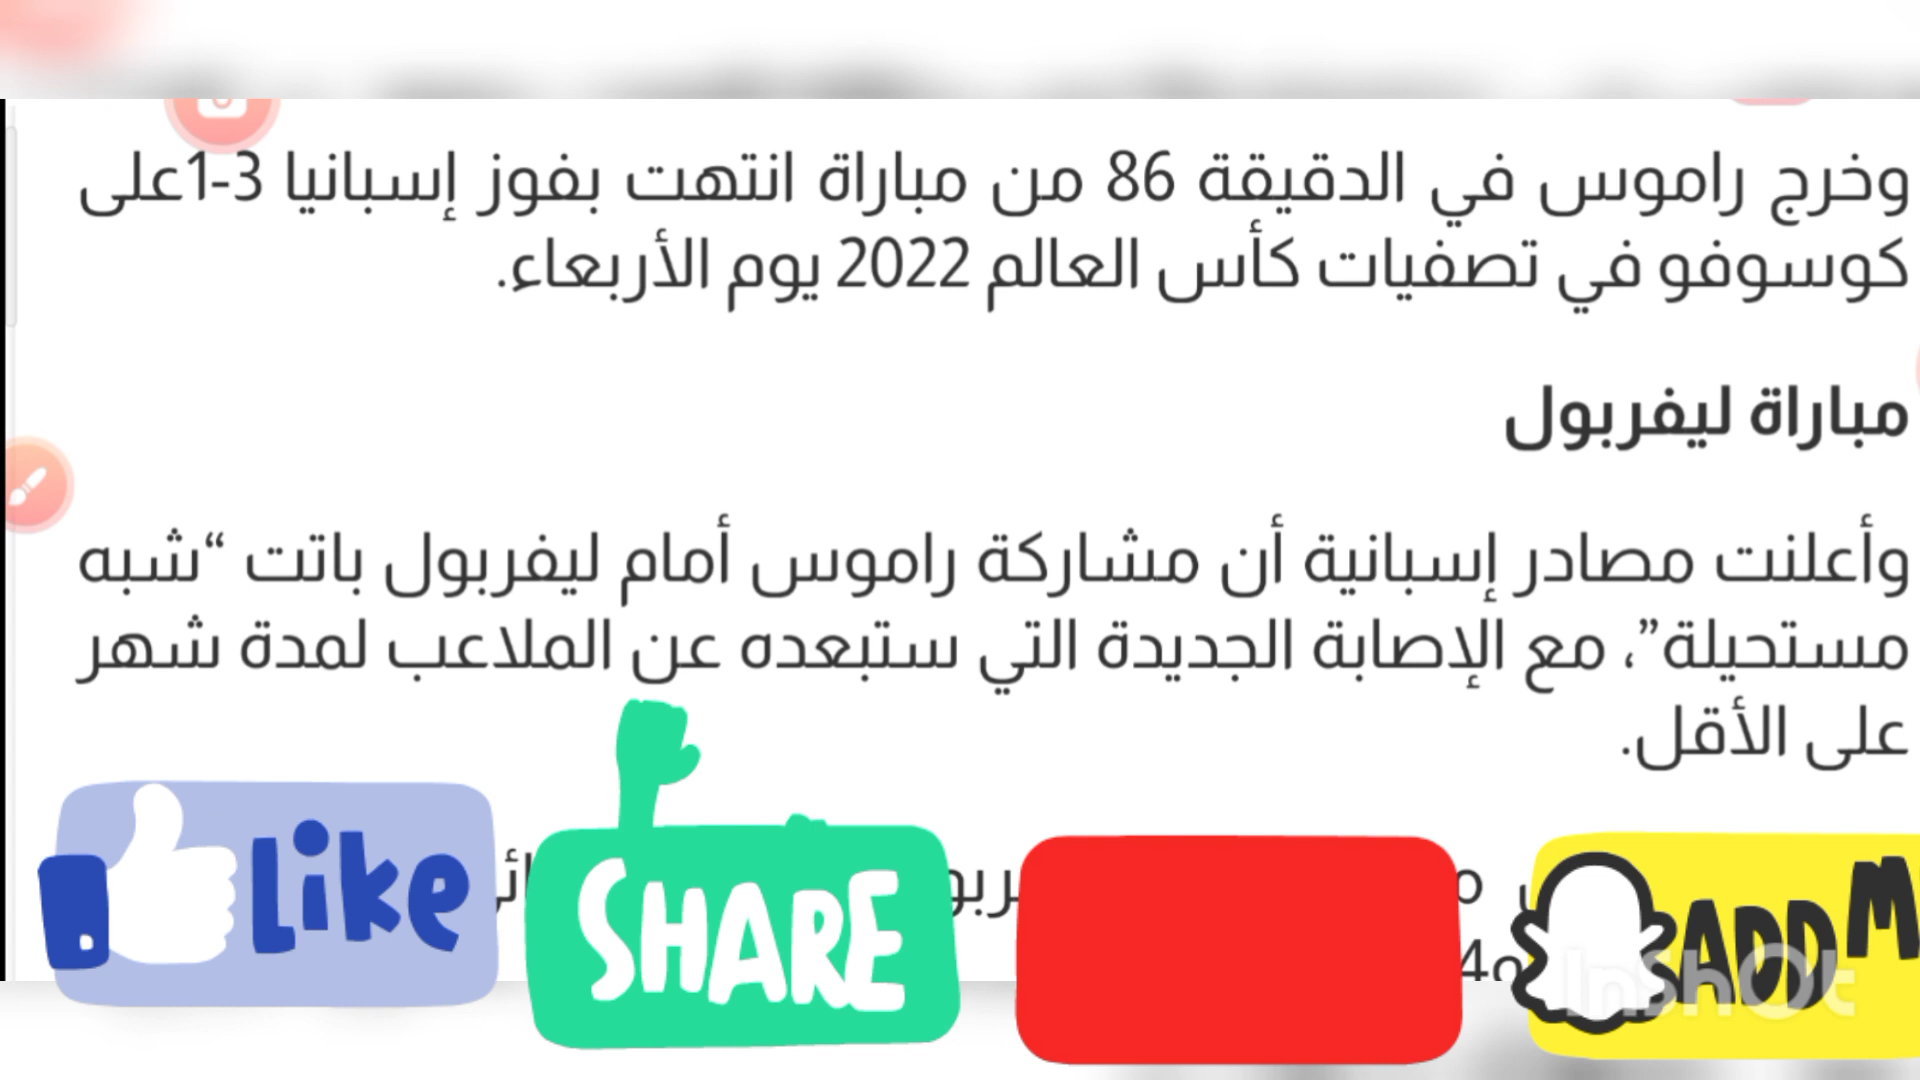 وخرج راموس في الدقيقة 86 من مباراة انتهت بفوز إسبانيا 3-1على
كوسوفو في تصفيات كأس العالم 2022 يوم الأربعاء.
مباراة ليفربول
وأعلنت مصادر إسبانية أن مشاركة راموس أمام ليفربول باتت “شبه
مستحيلة”، مع الإصابة الجديدة التي ستبعده عن الملاعب لمدة شهر
على الأقل.
Like
SHARE
ADD M
InShOt